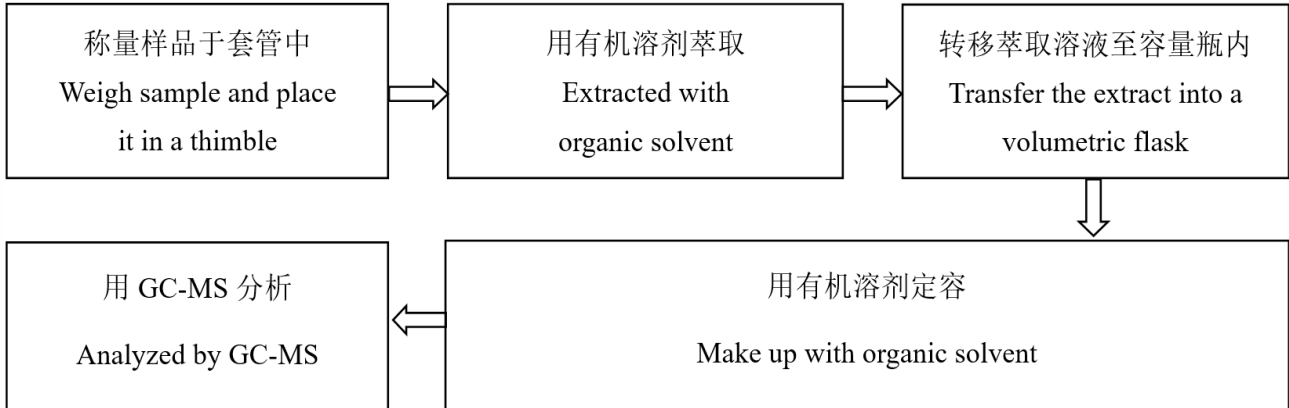 称量样品于套管中
Weigh sample and place
it in a thimble
用有机溶剂萃取
Extracted with
organic solvent
转移萃取溶液至容量瓶内
Transfer the extract into a
volumetric flask
用有机溶剂定容
Make up with organic solvent
用 GC-MS 分析
Analyzed by GC-MS